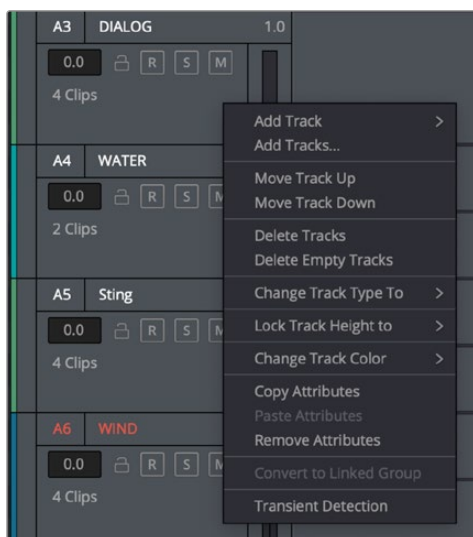 A3 DIALOG 1.0
0.0 R S M
4 Clips
Add Track >
Add Tracks...
A4 WATER
Move Track Up
0.0 R S
Move Track Down
2 Clips
Delete Tracks
Delete Empty Tracks
A5 Sting
Change Track Type To >
0.0 R S
Lock Track Height to >
4 Clips
Change Track Color >
Copy Attributes
Paste Attributes
A6 WIND
Remove Attributes
0.0 R S
Convert to Linked Group
4 Clips
Transient Detection